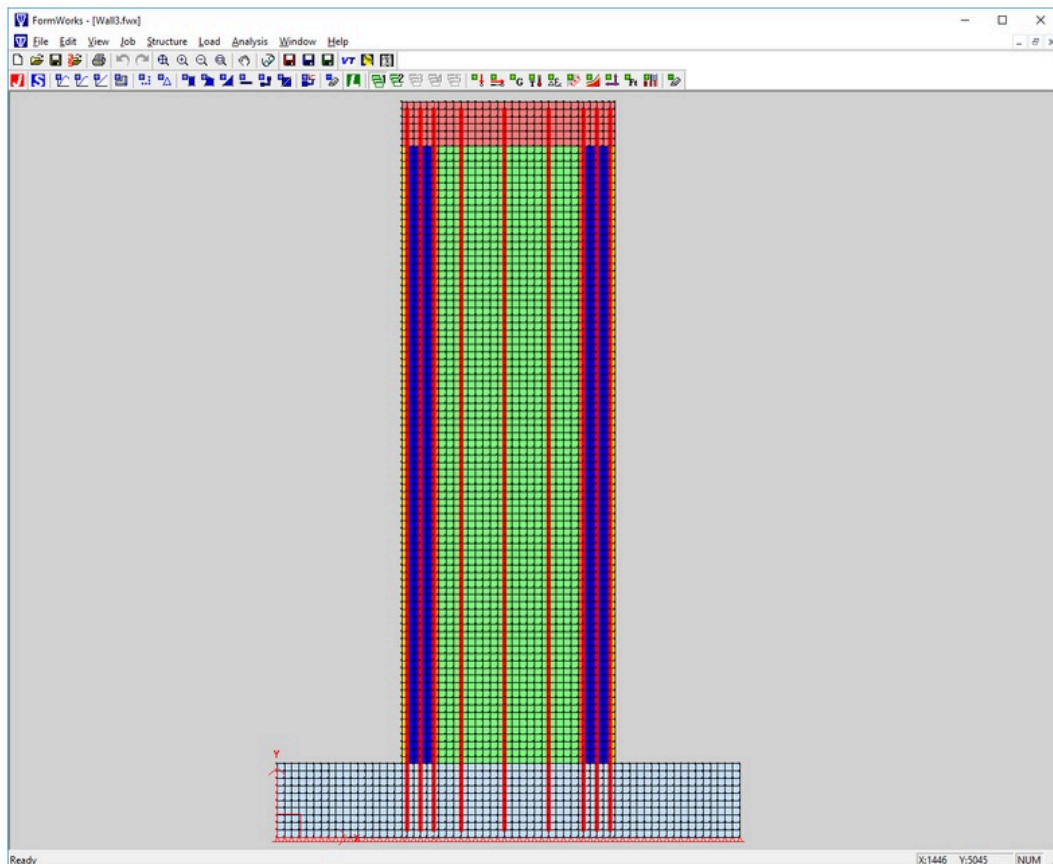 FormWorks - [Wall3.fwx]
File Edit View Job Structure Load Analysis Window Help
VT
Y
X
Ready X:1446 Y:5045 NUM